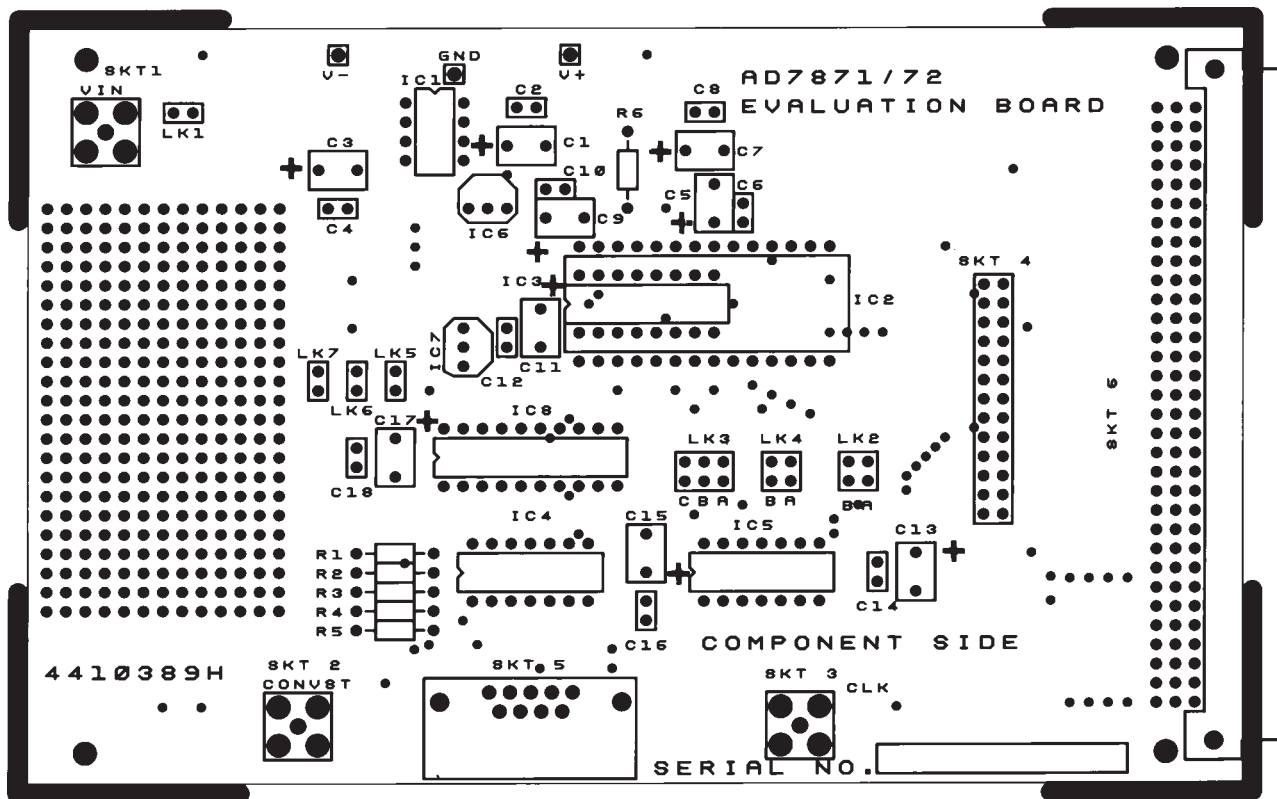 SKT1
VIN
LK1
V-
GND
V+
IC1
C2
C1
R6
C8
C7
AD7871/72
EVALUATION BOARD
C3
C4
C10
C9
IC6
C5
C6
IC3
IC2
SKT 4
IC7
C12
C11
LK7
LK5
LK6
C17
IC8
LK3
LK4
LK2
SKT 6
C18
C B A
B A
B A
IC4
C15
IC5
C13
R1
R2
R3
R4
R5
C14
C16
COMPONENT SIDE
4410389H
SKT 2
CONVST
SKT 5
SKT 3
CLK
SERIAL NO.